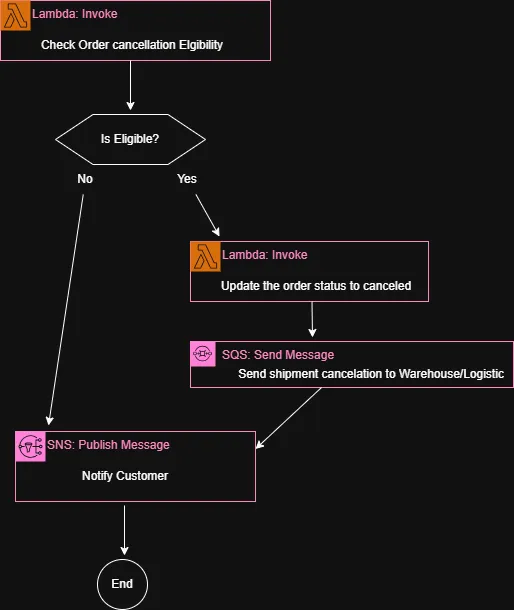 Lambda: Invoke
Check Order cancellation Elgibility
Is Eligible?
No
Yes
Lambda: Invoke
Update the order status to canceled
SQS: Send Message
Send shipment cancelation to Warehouse/Logistic
SNS: Publish Message
Notify Customer
End